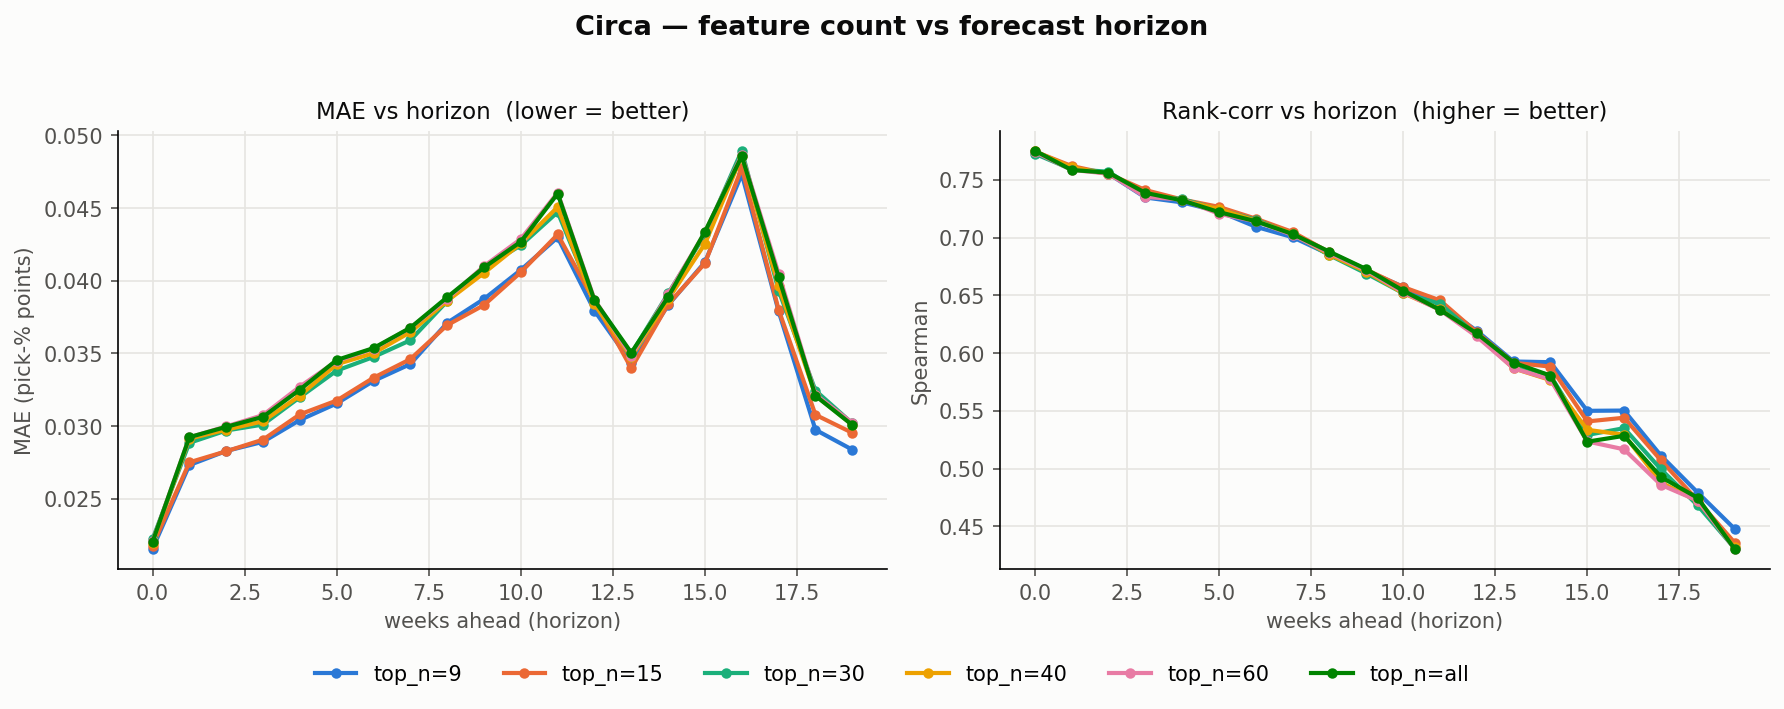 Circa — feature count vs forecast horizon
MAE vs horizon  (lower = better)
MAE (pick-% points)
0.050
0.045
0.040
0.035
0.030
0.025
0.0 2.5 5.0 7.5 10.0 12.5 15.0 17.5
weeks ahead (horizon)
Rank-corr vs horizon  (higher = better)
Spearman
0.75
0.70
0.65
0.60
0.55
0.50
0.45
0.0 2.5 5.0 7.5 10.0 12.5 15.0 17.5
weeks ahead (horizon)
top_n=9 top_n=15 top_n=30 top_n=40 top_n=60 top_n=all